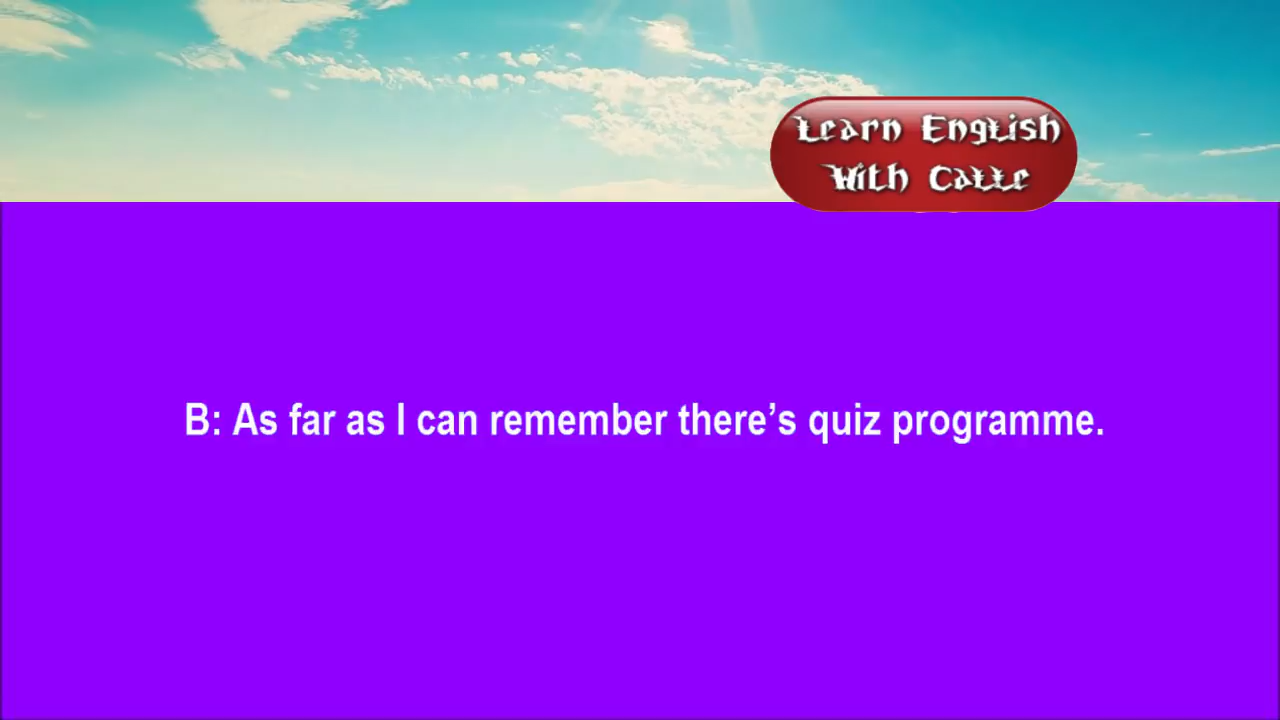 Learn English
With Catte
B: As far as I can remember there’s quiz programme.